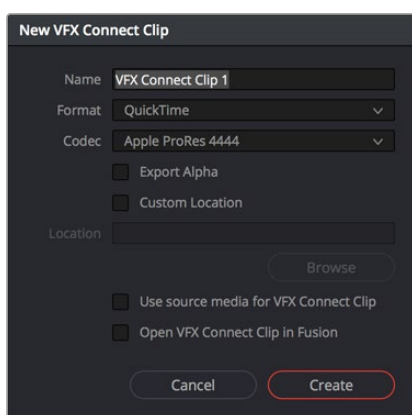 New VFX Connect Clip
Name VFX Connect Clip 1
Format QuickTime
Codec Apple ProRes 4444
Export Alpha
Custom Location
Location
Browse
Use source media for VFX Connect Clip
Open VFX Connect Clip in Fusion
Cancel Create